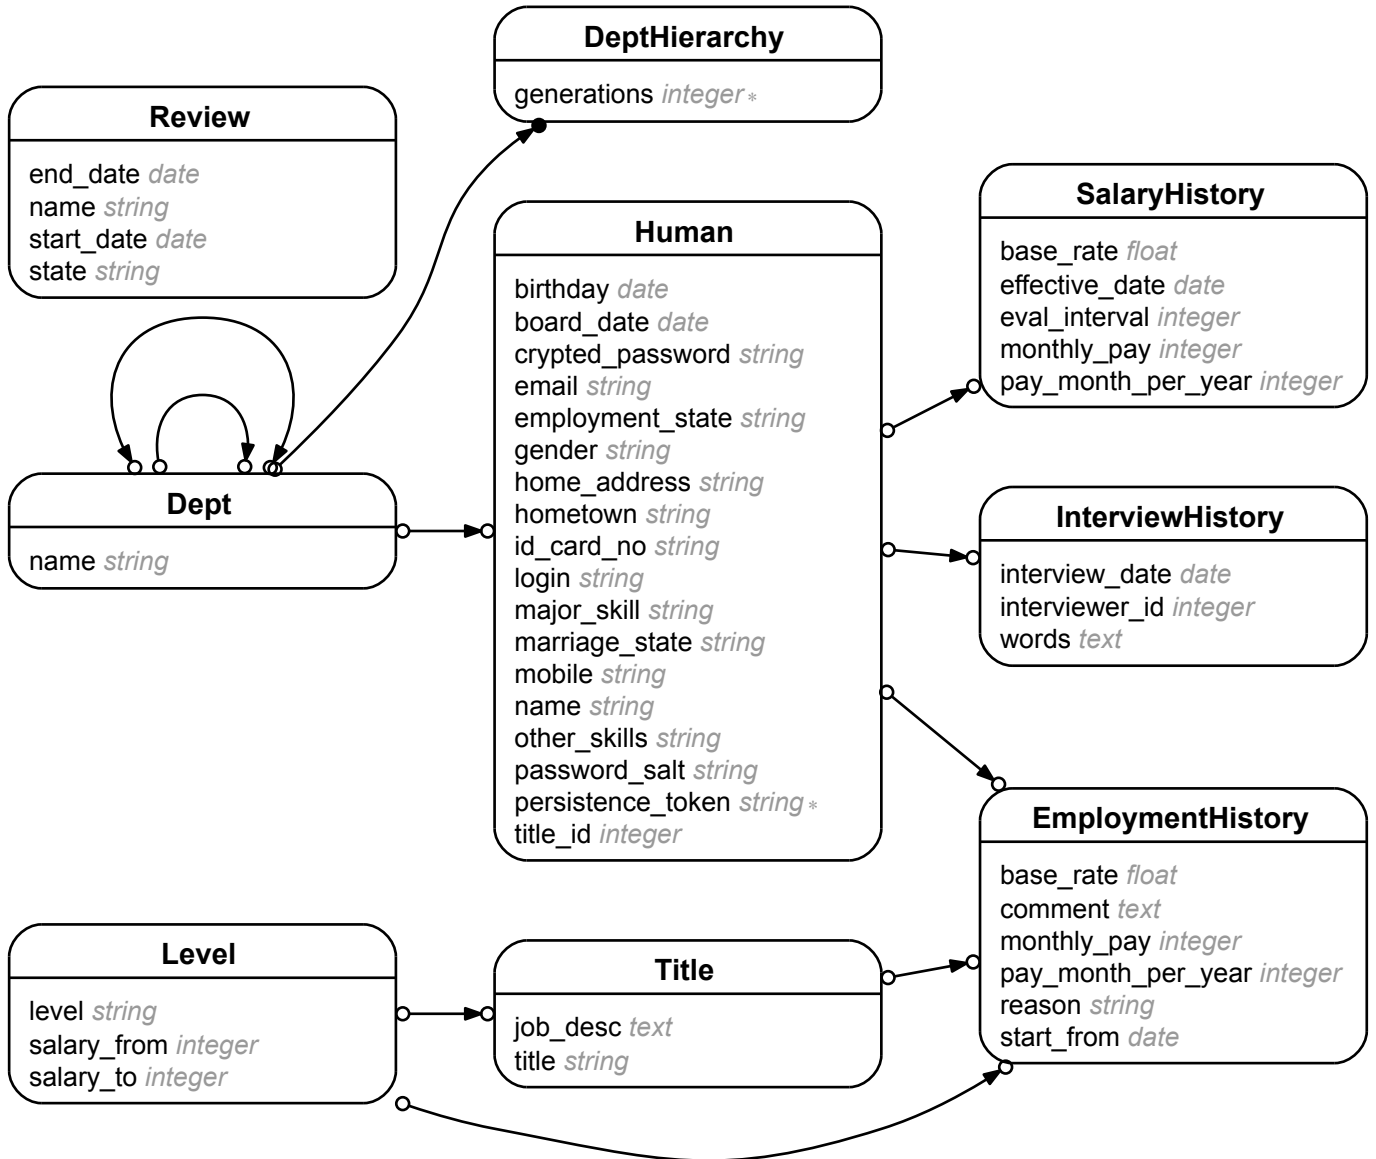 DeptHierarchy
generations integer *
Review
end_date date
name string
start_date date
state string
SalaryHistory
base_rate float
effective_date date
eval_interval integer
monthly_pay integer
pay_month_per_year integer
Human
birthday date
board_date date
crypted_password string
email string
employment_state string
gender string
home_address string
hometown string
id_card_no string
login string
major_skill string
marriage_state string
mobile string
name string
other_skills string
password_salt string
persistence_token string *
title_id integer
Dept
name string
InterviewHistory
interview_date date
interviewer_id integer
words text
EmploymentHistory
base_rate float
comment text
monthly_pay integer
pay_month_per_year integer
reason string
start_from date
Level
level string
salary_from integer
salary_to integer
Title
job_desc text
title string